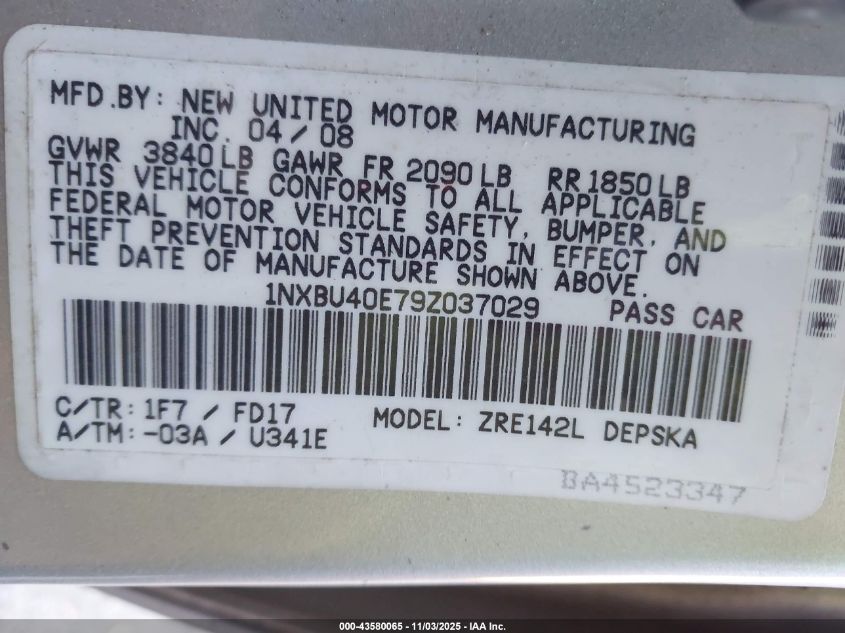 MFD.BY: NEW UNITED MOTOR MANUFACTURING
INC. 04/08
GVWR 3840LB GAWR FR 2090LB RR1850LB
THIS VEHICLE CONFORMS TO ALL APPLICABLE
FEDERAL MOTOR VEHICLE SAFETY, BUMPER, AND
THEFT PREVENTION STANDARDS IN EFFECT ON
THE DATE OF MANUFACTURE SHOWN ABOVE.
1NXBU40E79Z037029 PASS CAR
C/TR: 1F7 / FD17 MODEL: ZRE142L DEPSKA
A/TM: -03A / U341E
BA4523347
000-43580065 - 11/03/2025 - IAA Inc.